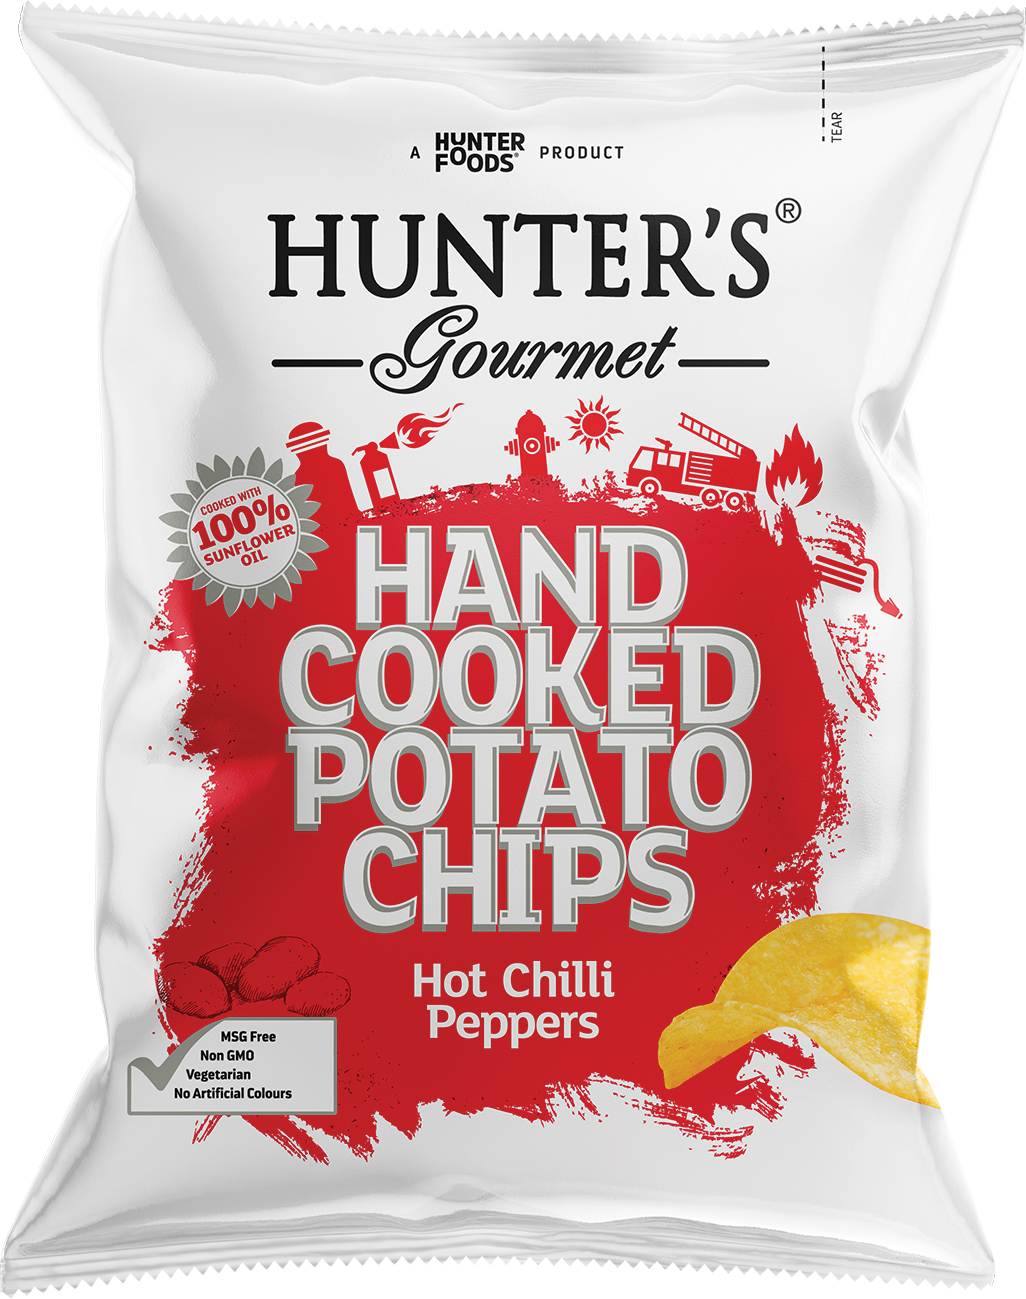 TEAR
A HUNTER FOODS® PRODUCT
HUNTER'S®
Gourmet
COOKED WITH
100%
SUNFLOWER
OIL
HAND
COOKED
POTATO
CHIPS
Hot Chilli
Peppers
MSG Free
Non GMO
Vegetarian
No Artificial Colours